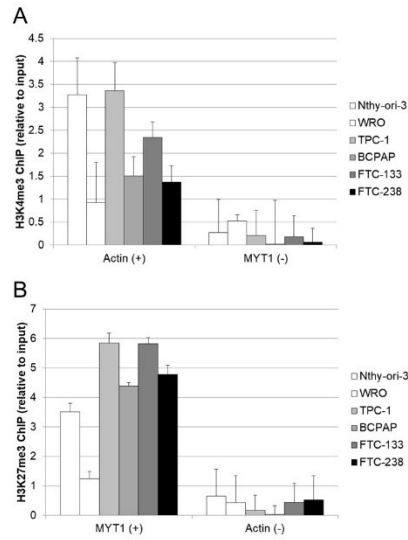 A
H3K4me3 ChIP (relative to input)
4.5
4
3.5
3
2.5
2
1.5
1
0.5
0
Actin (+) MYT1 (-)
Nthy-ori-3
WRO
TPC-1
BCPAP
FTC-133
FTC-238
B
H3K27me3 ChIP (relative to input)
7
6
5
4
3
2
1
0
MYT1 (+) Actin (-)
Nthy-ori-3
WRO
TPC-1
BCPAP
FTC-133
FTC-238